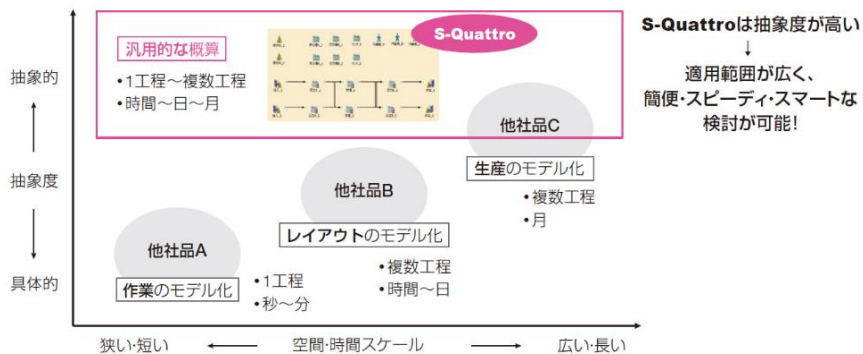 汎用的な概算
•1工程～複数工程
•時間～日～月
S-Quattro
S-Quattroは抽象度が高い
↓
適用範囲が広く、
簡便・スピーディ・スマートな
検討が可能！
抽象的
抽象度
具体的
他社品C
生産のモデル化
•複数工程
•月
他社品B
レイアウトのモデル化
•複数工程
•時間～日
他社品A
作業のモデル化
•1工程
•秒～分
狭い・短い
空間・時間スケール
広い・長い